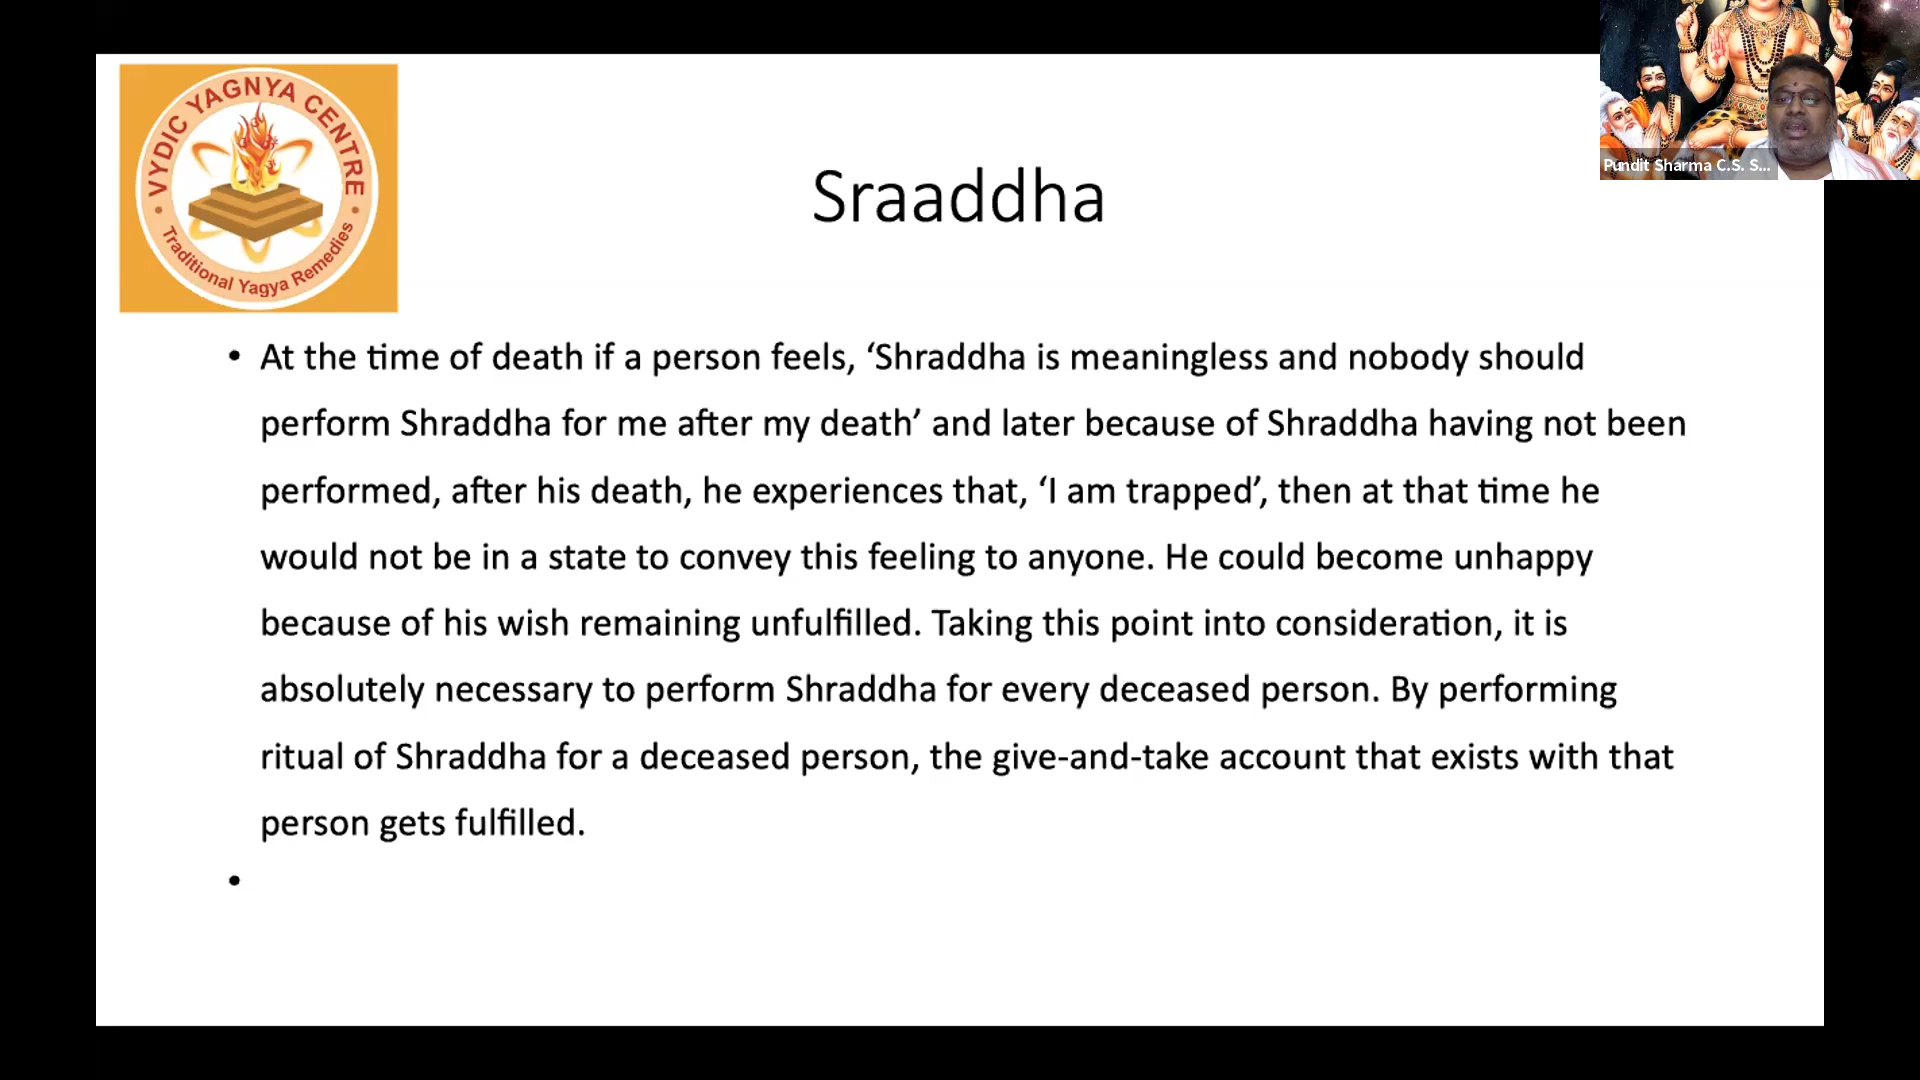 VYDIC YAGNYA CENTRE
Traditional Yagya Remedies
Pundit Sharma C.S. S...
Sraaddha
• At the time of death if a person feels, ‘Shraddha is meaningless and nobody should
perform Shraddha for me after my death’ and later because of Shraddha having not been
performed, after his death, he experiences that, ‘I am trapped’, then at that time he
would not be in a state to convey this feeling to anyone. He could become unhappy
because of his wish remaining unfulfilled. Taking this point into consideration, it is
absolutely necessary to perform Shraddha for every deceased person. By performing
ritual of Shraddha for a deceased person, the give-and-take account that exists with that
person gets fulfilled.
•